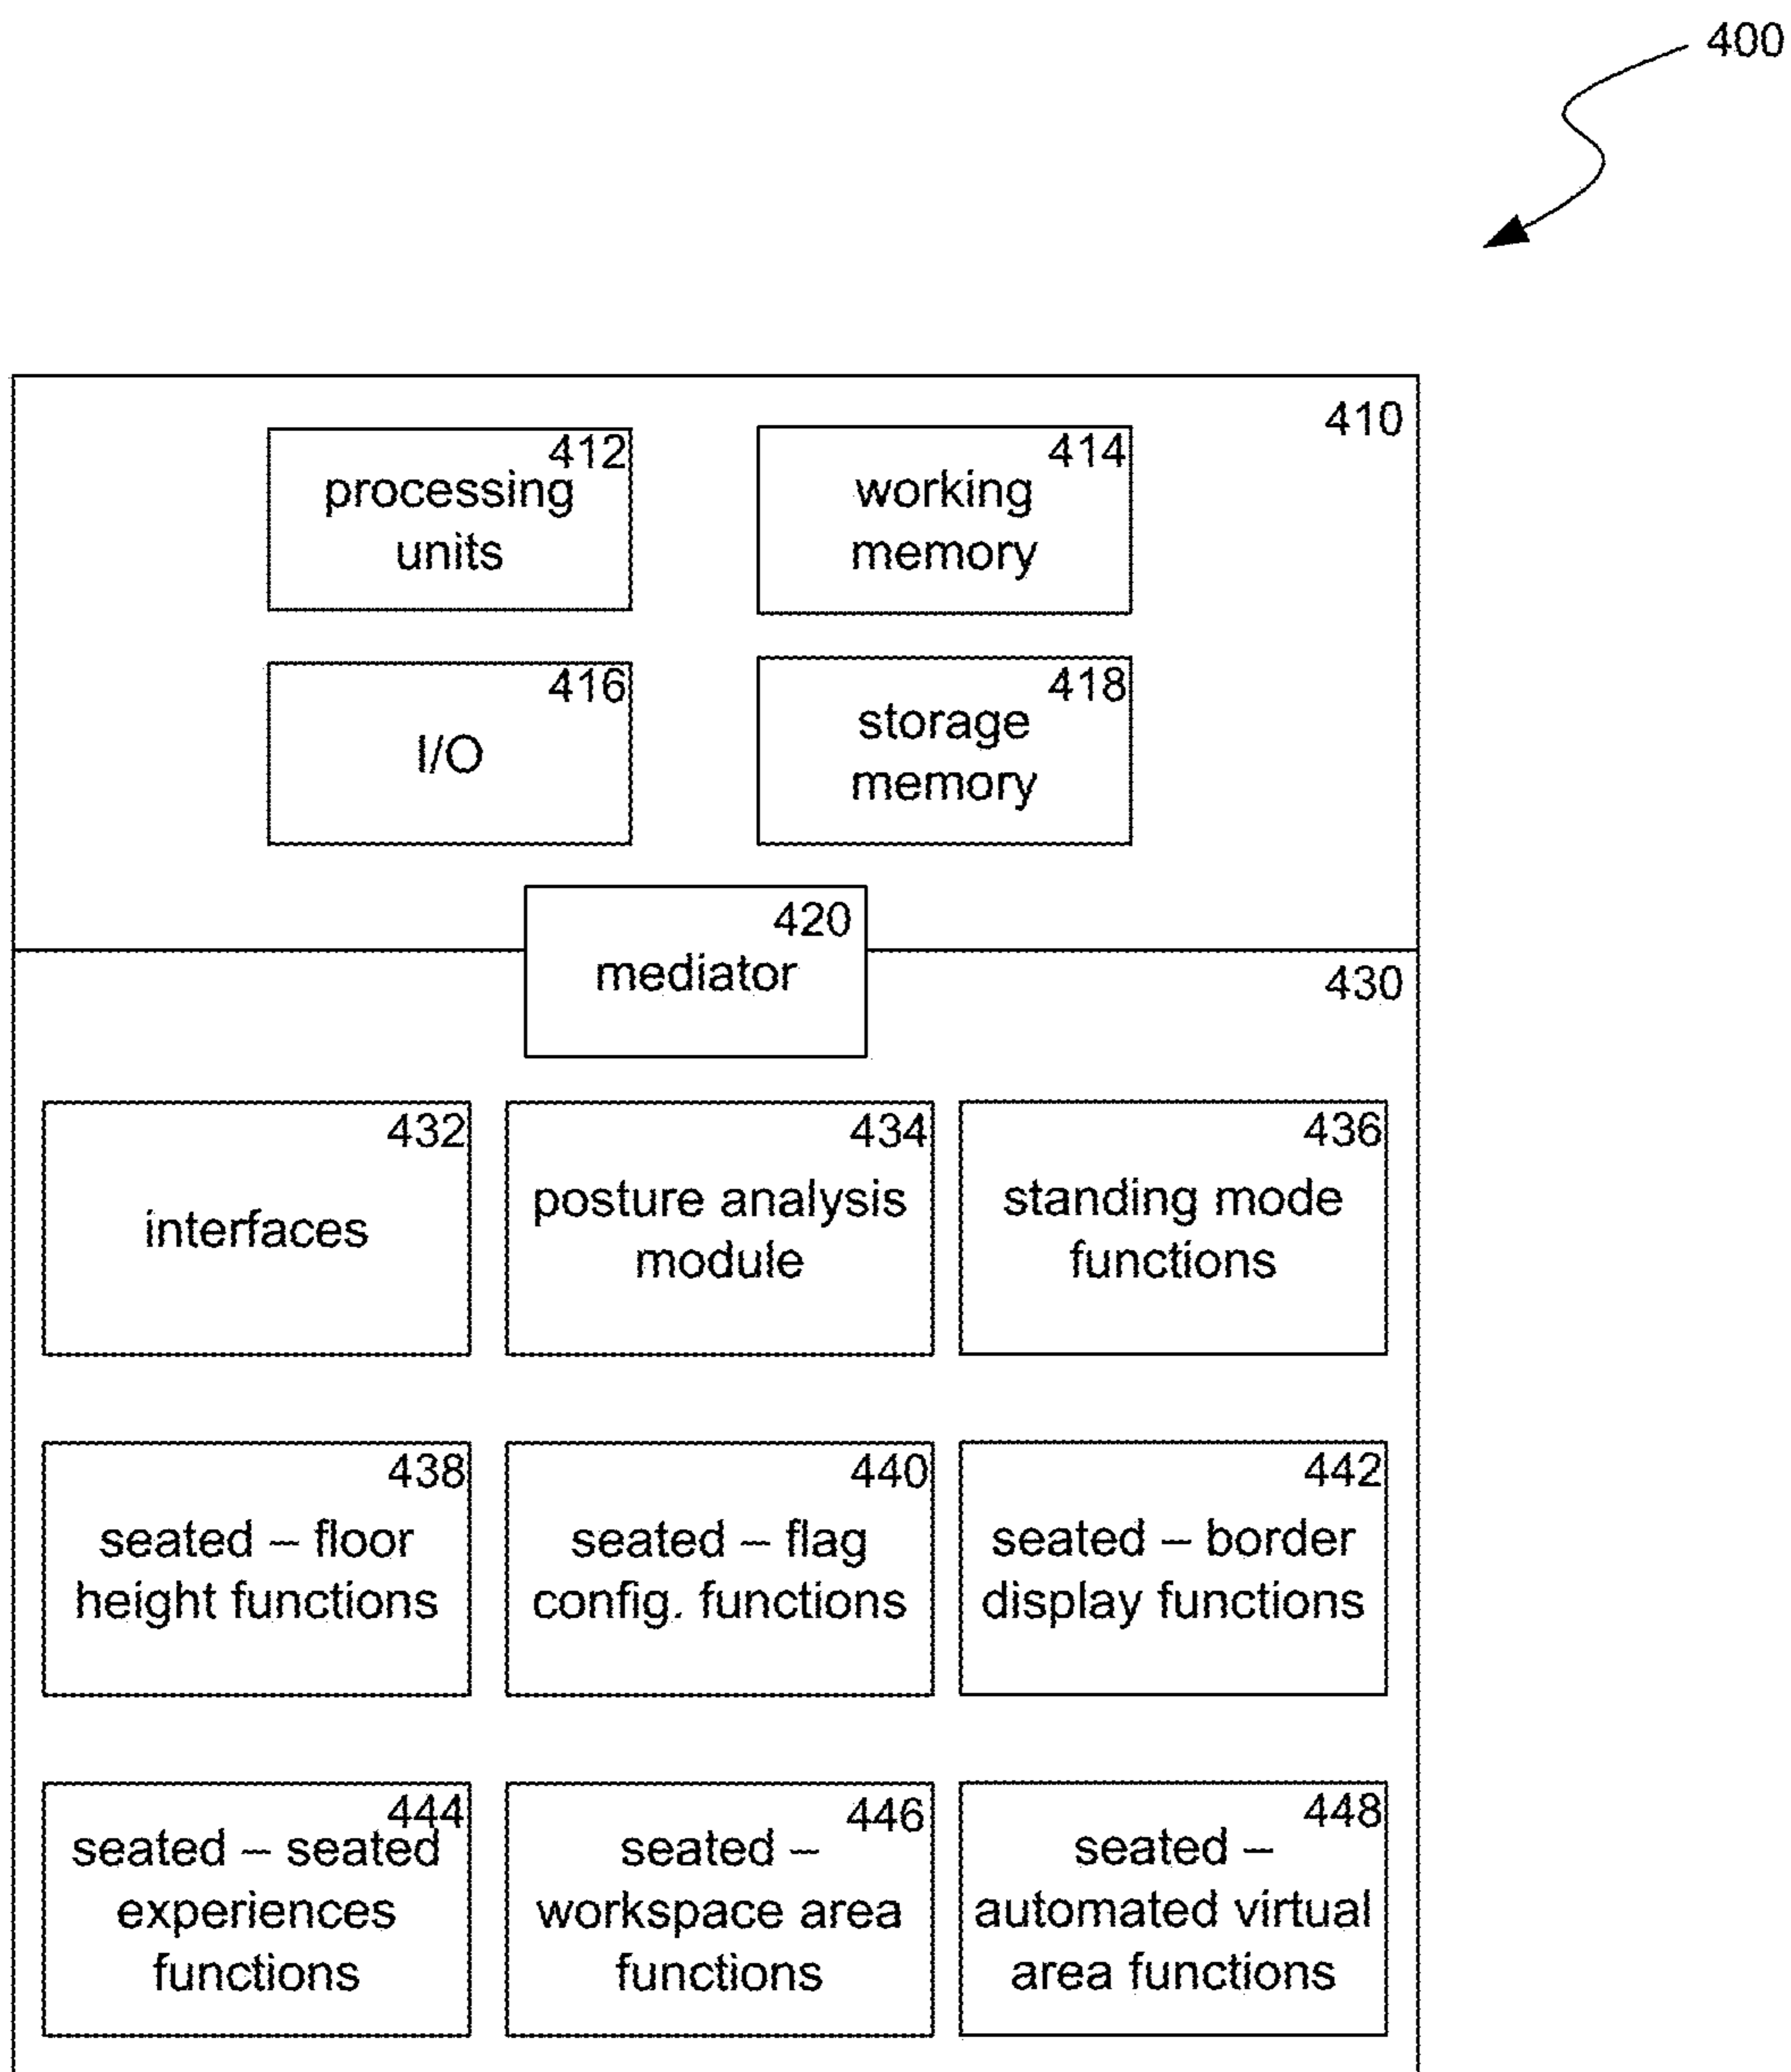 400
410
412
processing
units
414
working
memory
416
I/O
418
storage
memory
420
mediator
430
432
interfaces
434
posture analysis
module
436
standing mode
functions
438
seated – floor
height functions
440
seated – flag
config. functions
442
seated – border
display functions
444
seated – seated
experiences
functions
446
seated –
workspace area
functions
448
seated –
automated virtual
area functions